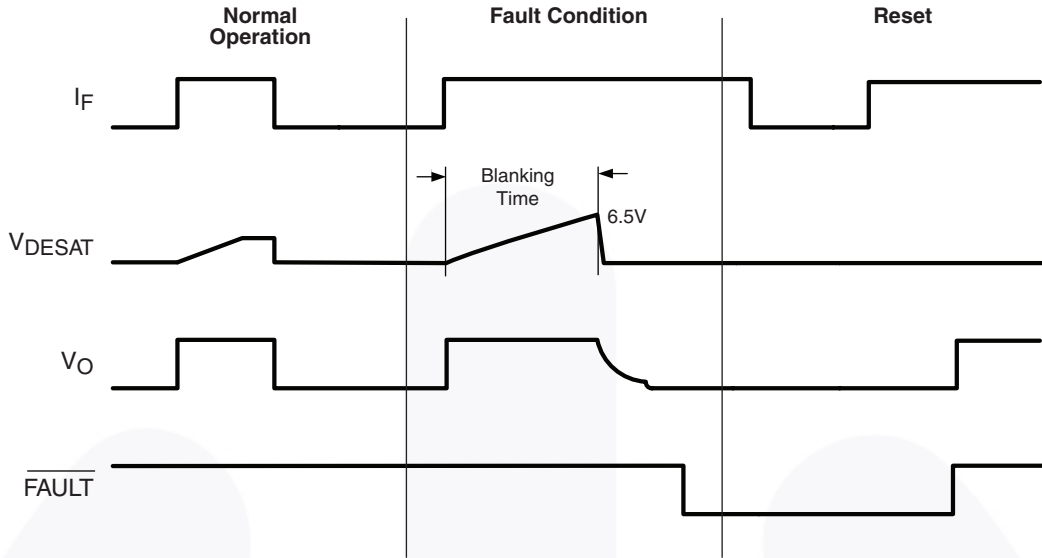 Normal
Operation
Fault Condition
Reset
IF
Blanking
Time
6.5V
VDESAT
VO
FAULT